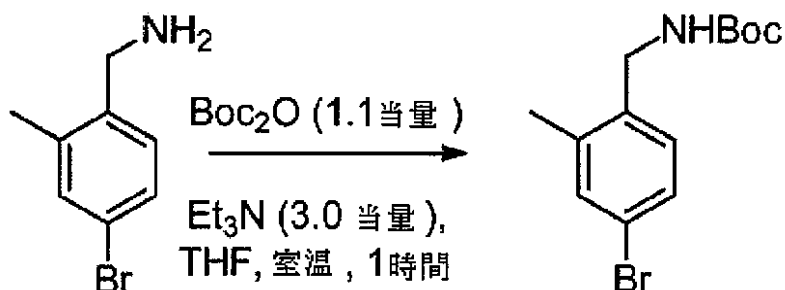 NH₂
NHBoc
Boc₂O (1.1当量 )
Et₃N (3.0 当量 ),
THF, 室温 , 1時間
Br
Br